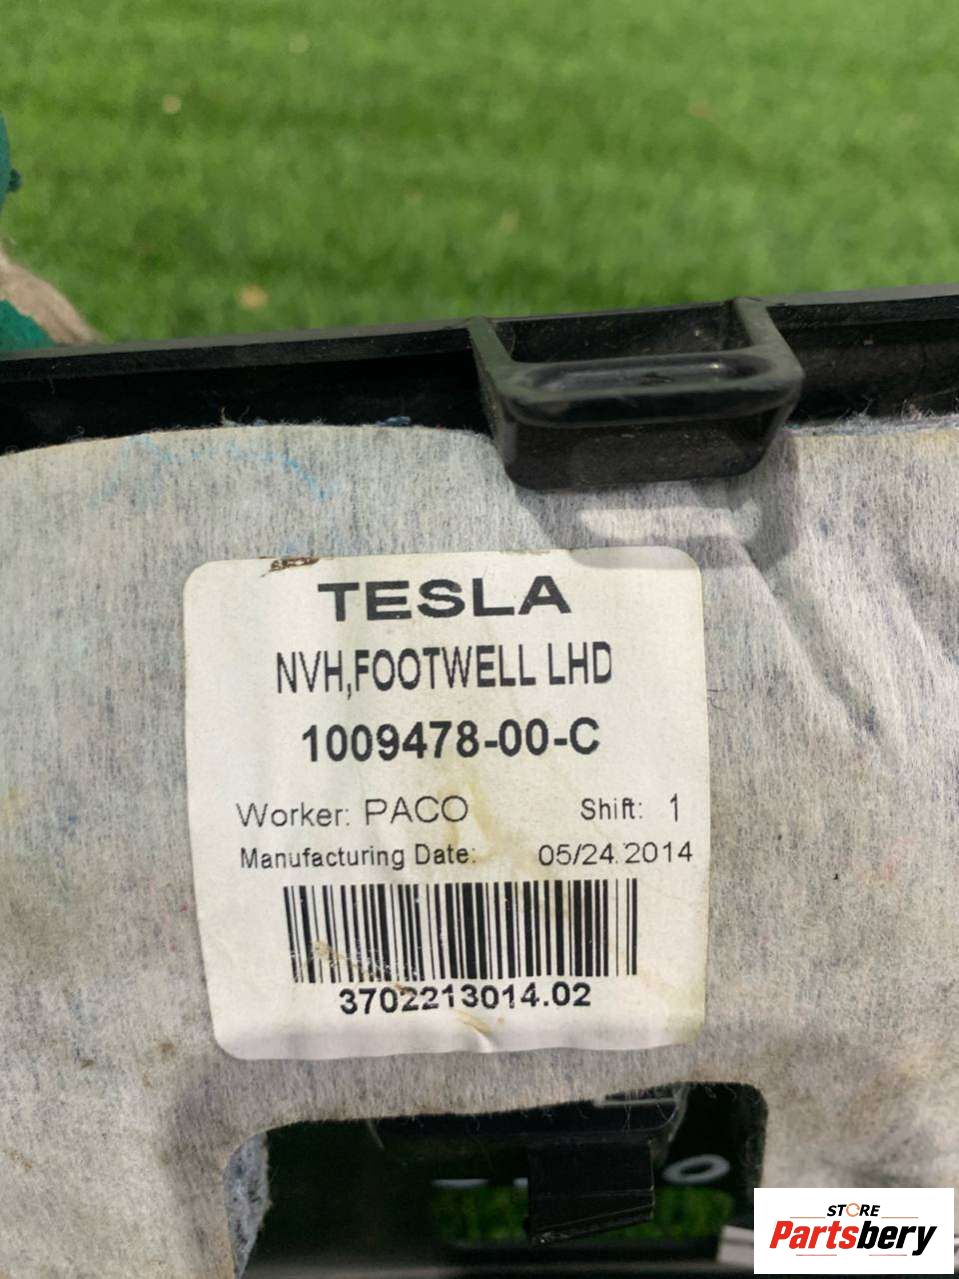 TESLA
NVH,FOOTWELL LHD
1009478-00-C
Worker: PACO Shift: 1
Manufacturing Date: 05/24.2014
3702213014.02
STORE
Partsbery